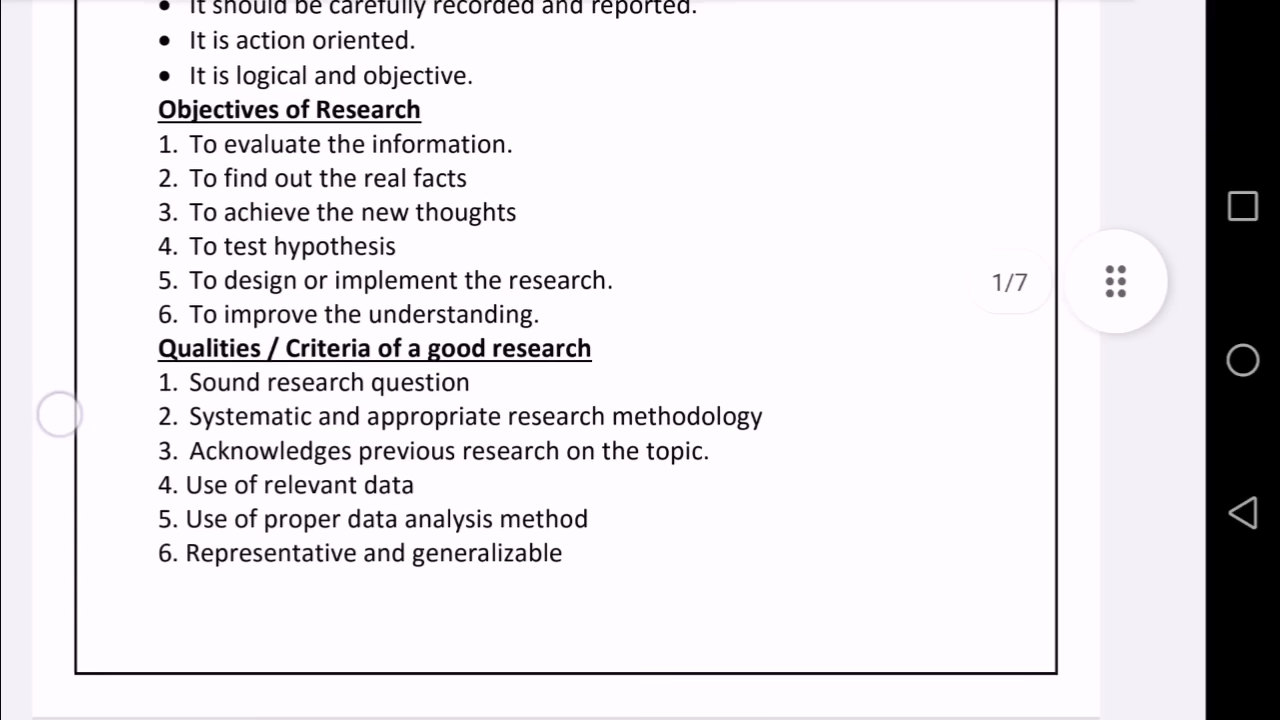 • It should be carefully recorded and reported.
• It is action oriented.
• It is logical and objective.
Objectives of Research
1. To evaluate the information.
2. To find out the real facts
3. To achieve the new thoughts
4. To test hypothesis
5. To design or implement the research.
1/7
6. To improve the understanding.
Qualities / Criteria of a good research
1. Sound research question
2. Systematic and appropriate research methodology
3. Acknowledges previous research on the topic.
4. Use of relevant data
5. Use of proper data analysis method
6. Representative and generalizable